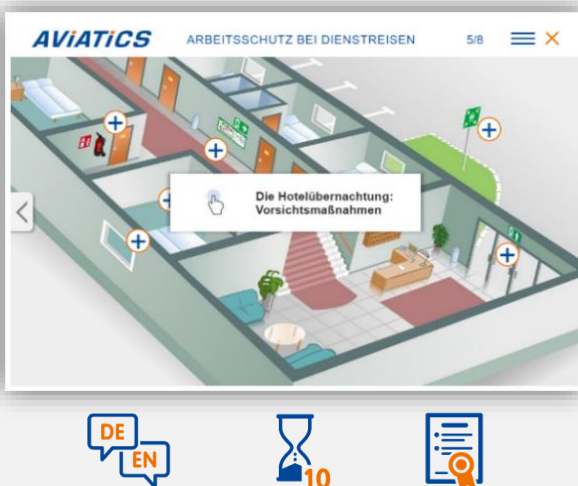 AViATiCS
ARBEITSSCHUTZ BEI DIENSTREISEN
5/8
Die Hotelübernachtung:
Vorsichtsmaßnahmen
DE
EN
10